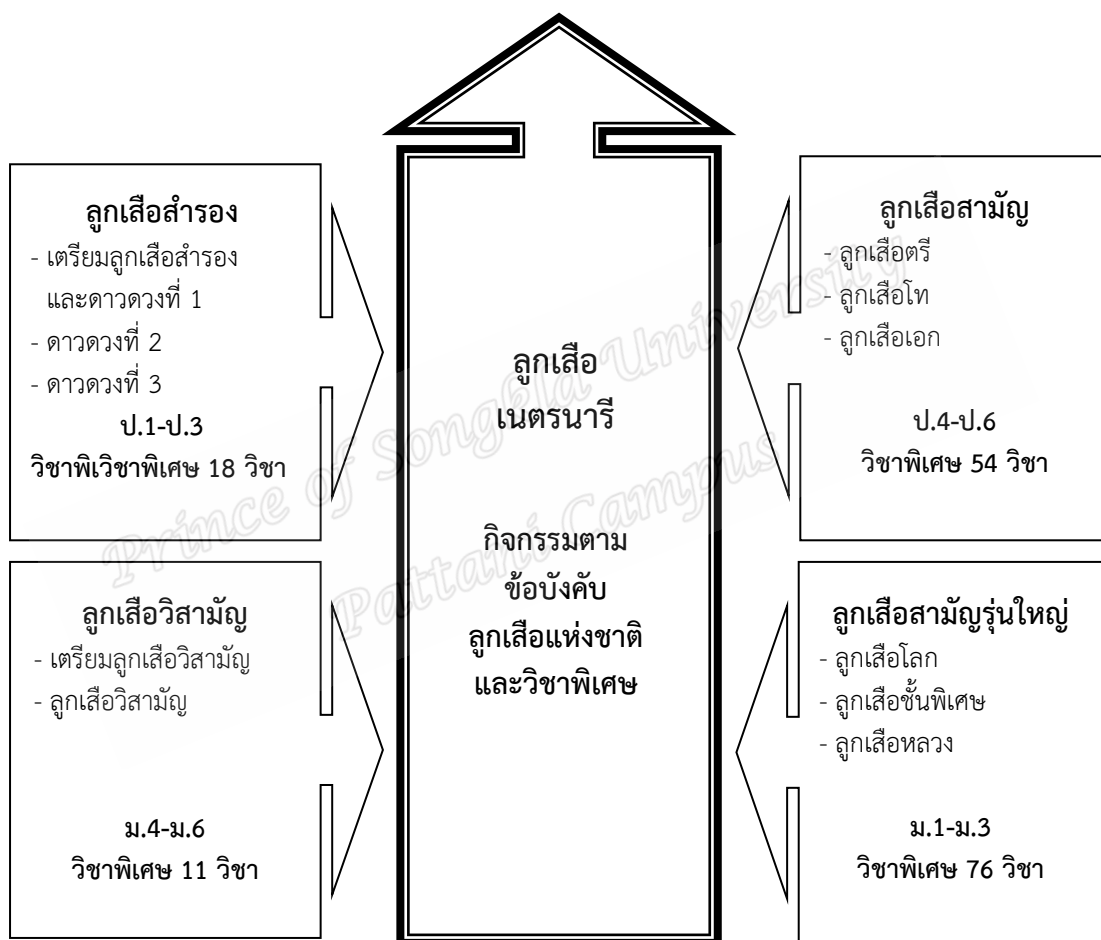 ลูกเสือสำรอง
- เตรียมลูกเสือสำรอง
และดาวดวงที่ 1
- ดาวดวงที่ 2
- ดาวดวงที่ 3
ป.1-ป.3
วิชาพิเวิชาพิเศษ 18 วิชา
ลูกเสือสามัญ
- ลูกเสือตรี
- ลูกเสือโท
- ลูกเสือเอก
ป.4-ป.6
วิชาพิเศษ 54 วิชา
ลูกเสือ
เนตรนารี
กิจกรรมตาม
ข้อบังคับ
ลูกเสือแห่งชาติ
และวิชาพิเศษ
ลูกเสือวิสามัญ
- เตรียมลูกเสือวิสามัญ
- ลูกเสือวิสามัญ
ม.4-ม.6
วิชาพิเศษ 11 วิชา
ลูกเสือสามัญรุ่นใหญ่
- ลูกเสือโลก
- ลูกเสือชั้นพิเศษ
- ลูกเสือหลวง
ม.1-ม.3
วิชาพิเศษ 76 วิชา
Prince of Songkla University
Pattani Campus